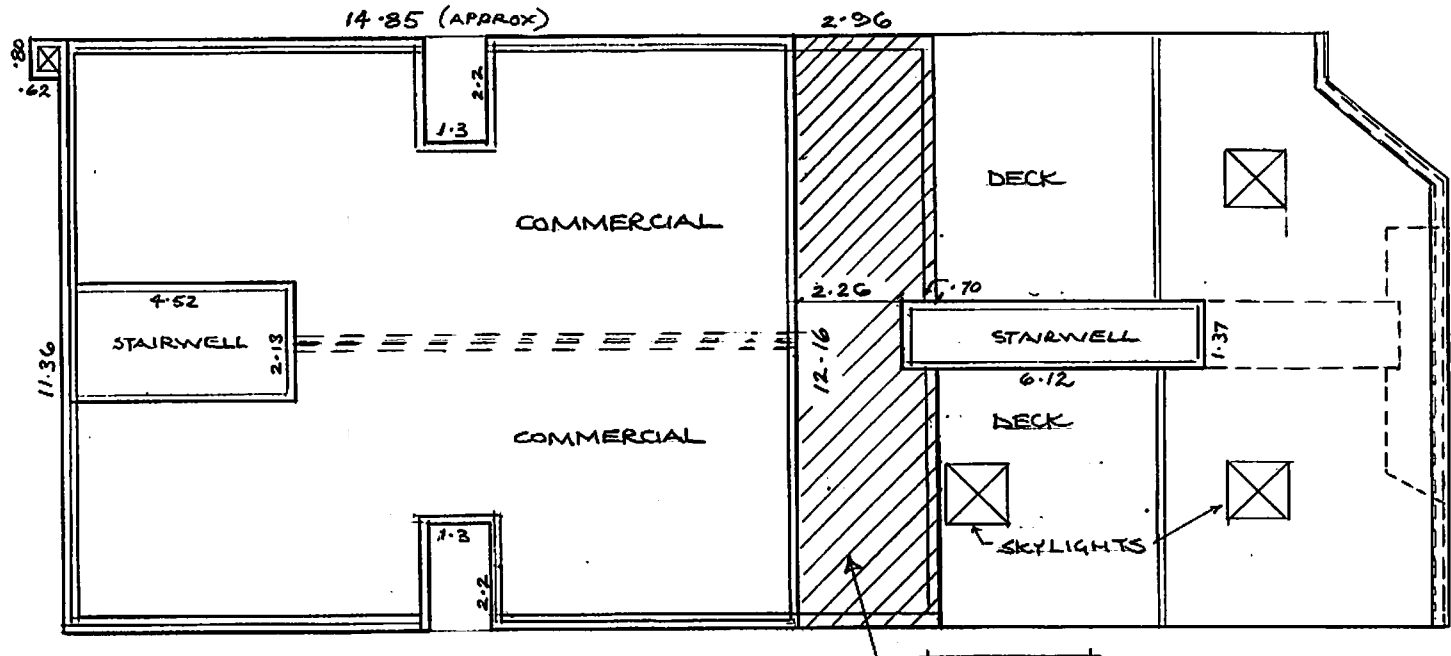 14.85 (APPROX)
2.96
.80
.62
2.2
1.3
DECK
COMMERCIAL
4.52
STAIRWELL
2.13
11.36
2.26
.70
12.16
STAIRWELL
1.37
6.12
DECK
COMMERCIAL
1.3
2.2
SKYLIGHTS